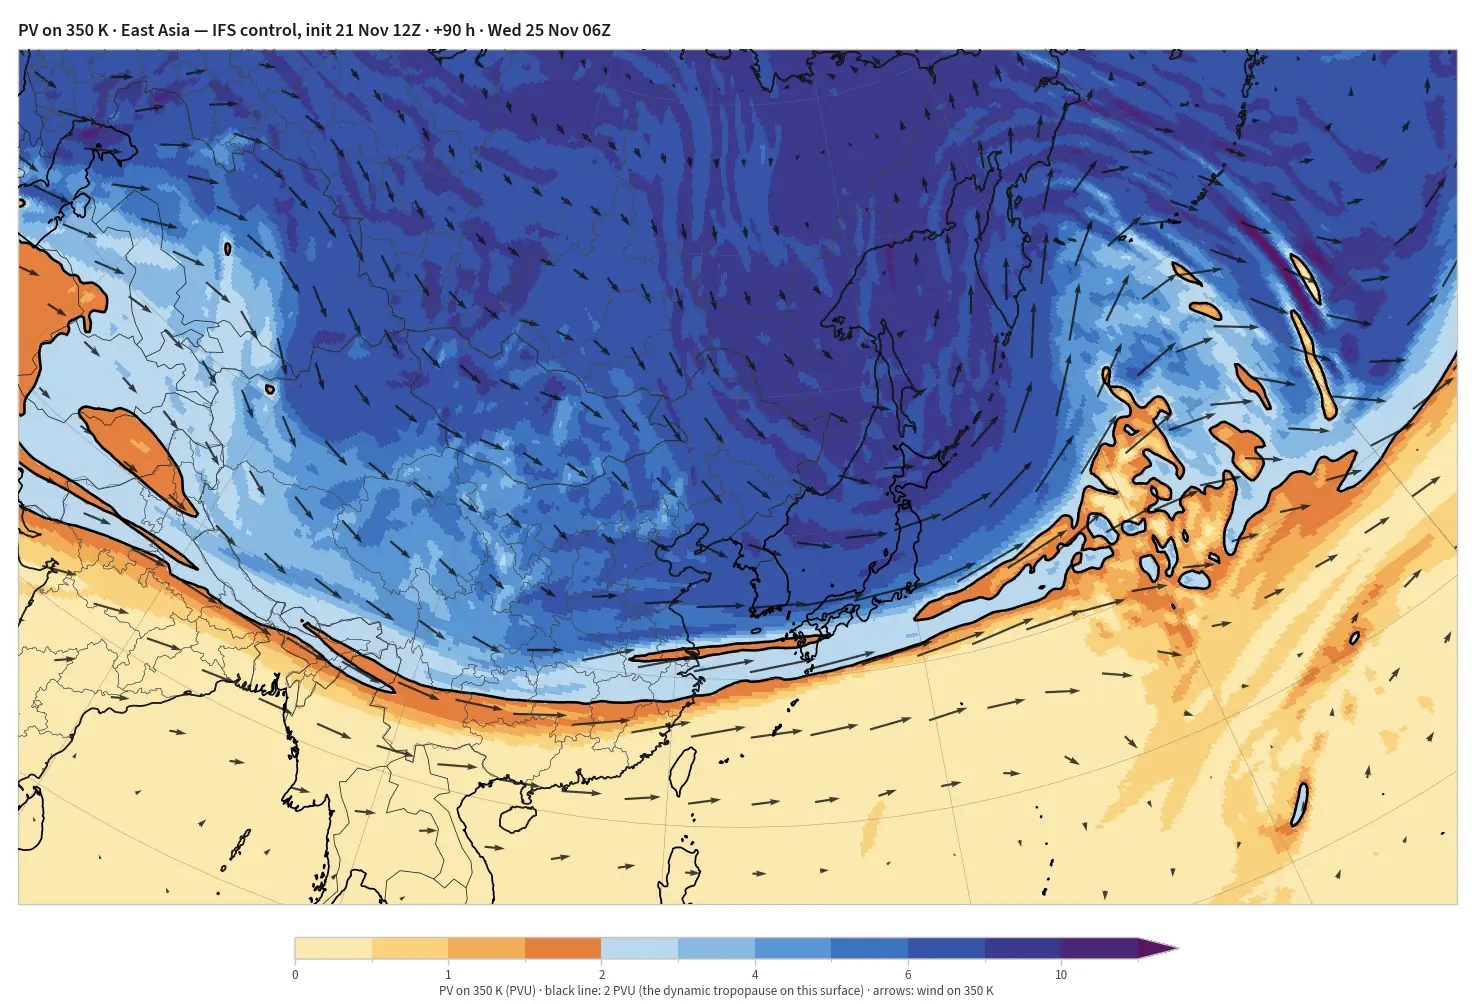 PV on 350 K · East Asia — IFS control, init 21 Nov 12Z · +90 h · Wed 25 Nov 06Z
0 1 2 4 6 10
PV on 350 K (PVU) · black line: 2 PVU (the dynamic tropopause on this surface) · arrows: wind on 350 K